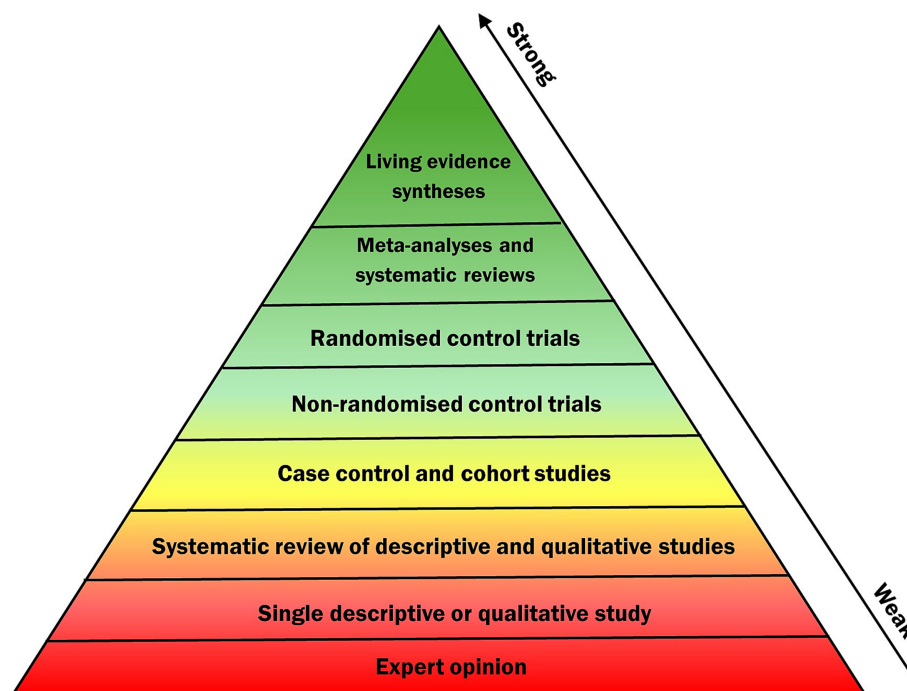 Strong
Living evidence
syntheses
Meta-analyses and
systematic reviews
Randomised control trials
Non-randomised control trials
Case control and cohort studies
Systematic review of descriptive and qualitative studies
Single descriptive or qualitative study
Weak
Expert opinion